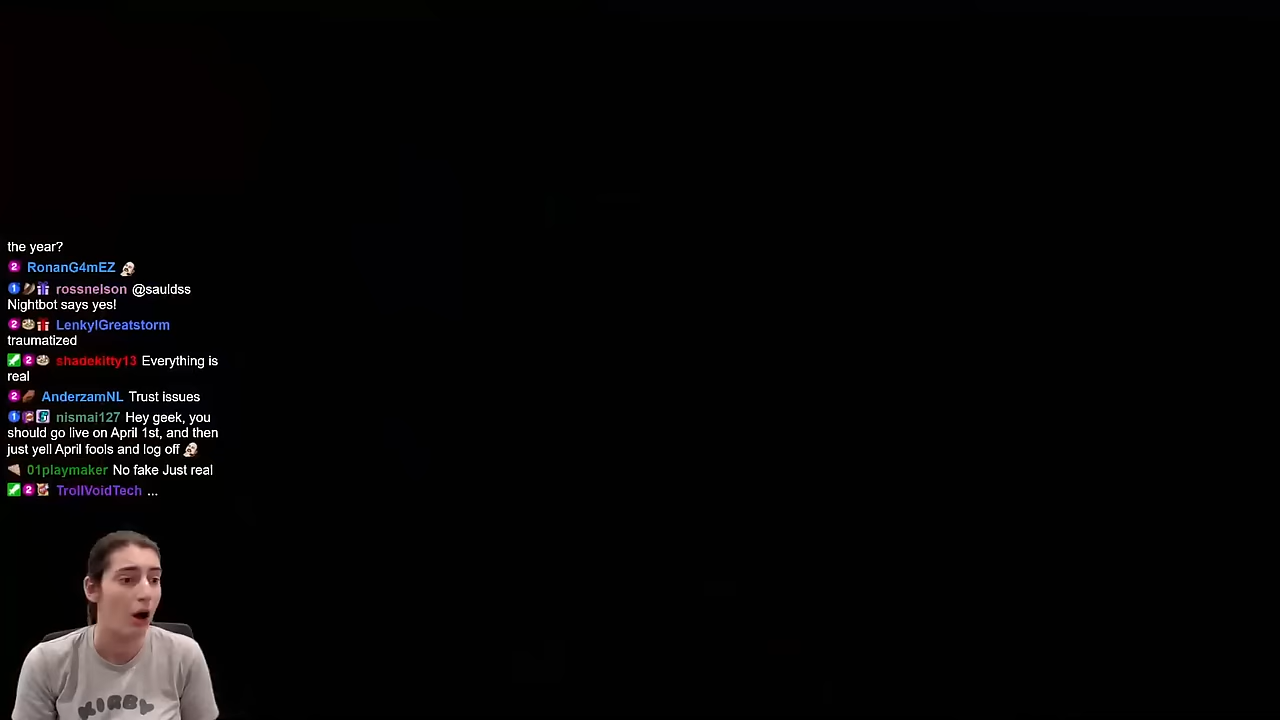 the year?
RonanG4mEZ
rossnelson @sauldss
Nightbot says yes!
LenkylGreatstorm
traumatized
shadekitty13 Everything is
real
AnderzamNL Trust issues
nismai127 Hey geek, you
should go live on April 1st, and then
just yell April fools and log off
01playmaker No fake Just real
TrollVoidTech ...
KIRBY